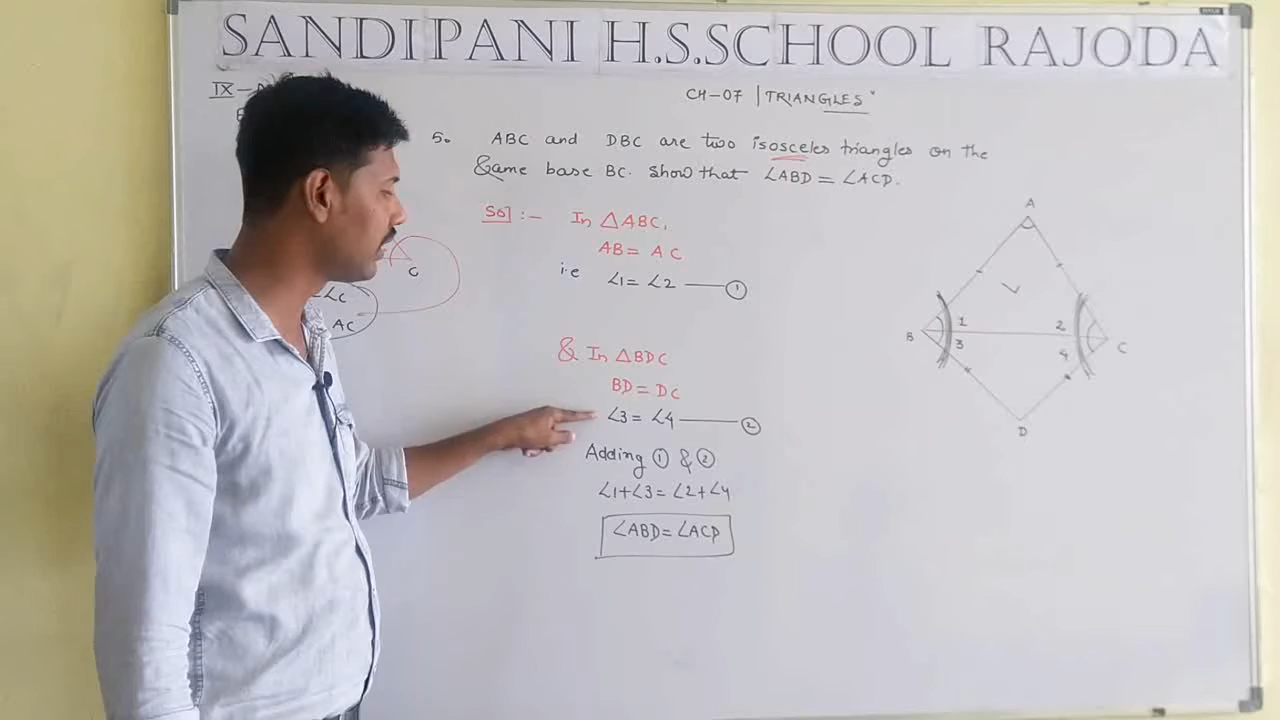 SANDIPANI H.S.SCHOOL RAJODA
IX-
CH-07 | TRIANGLES"
5. ABC and DBC are two isosceles triangles on the
Same base BC. Show that ∠ABD = ∠ACD.
Sol :- In △ABC,
AB = AC
i.e ∠1 = ∠2 —— ①
& In △BDC
BD = DC
∠3 = ∠4 —— ②
Adding ① & ②
∠1+∠3 = ∠2+∠4
∠ABD = ∠ACD
C
∠C
AC
A
B 1 2 C
3 4
D